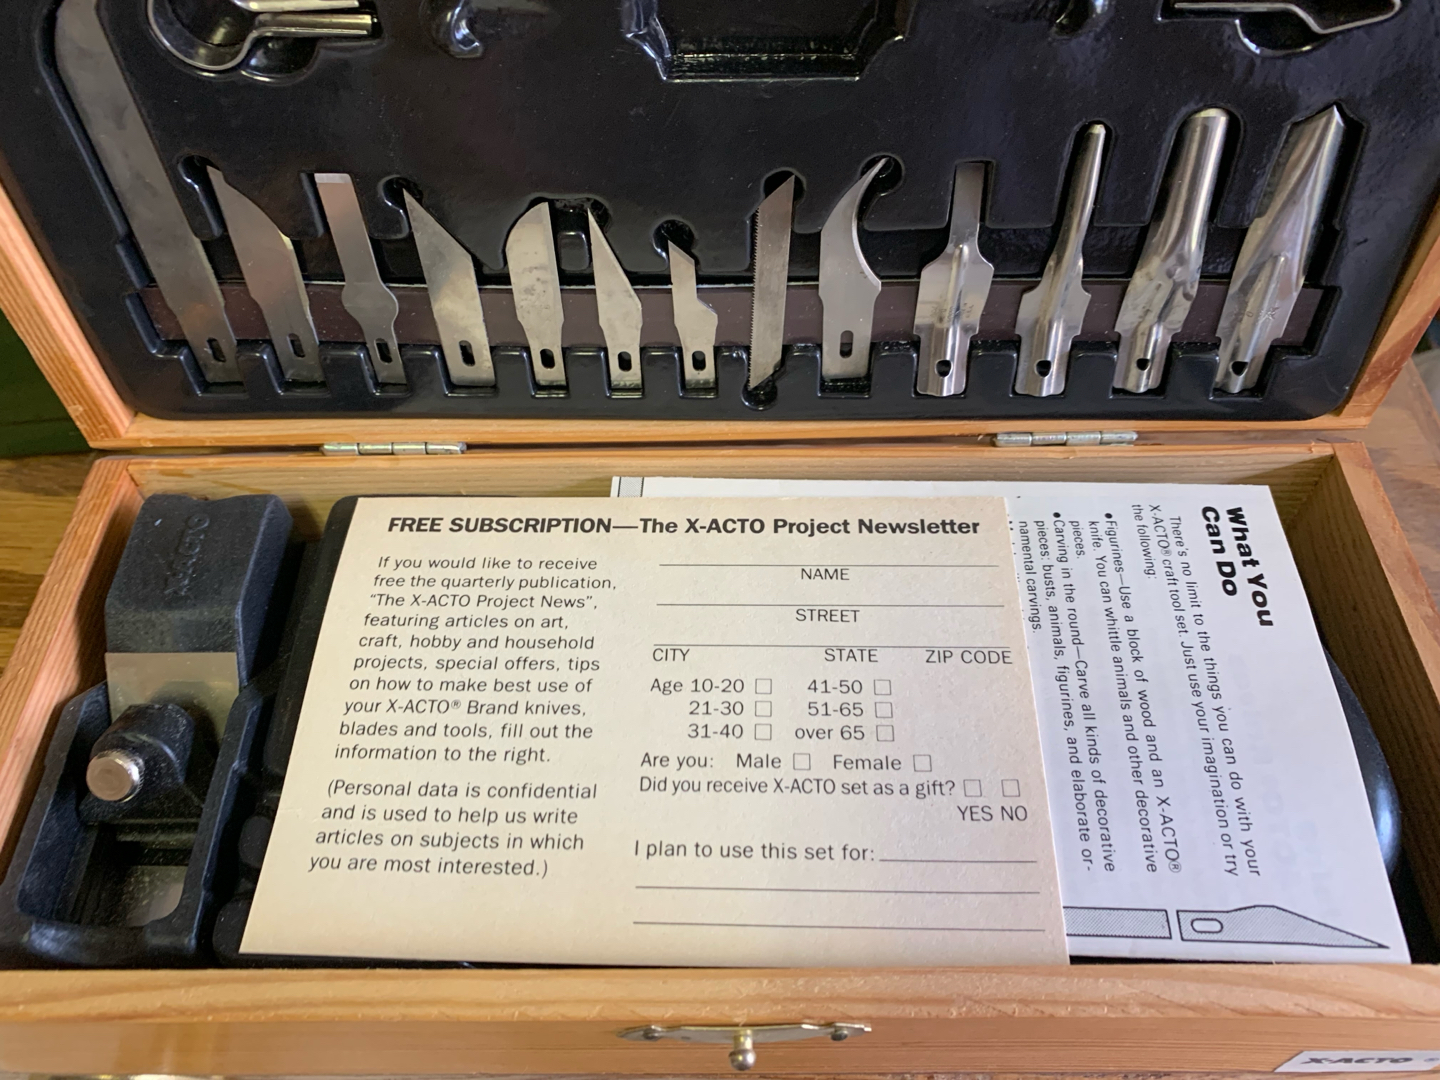 FREE SUBSCRIPTION—The X-ACTO Project Newsletter
If you would like to receive
free the quarterly publication,
"The X-ACTO Project News",
featuring articles on art,
craft, hobby and household
projects, special offers, tips
on how to make best use of
your X-ACTO® Brand knives,
blades and tools, fill out the
information to the right.
(Personal data is confidential
and is used to help us write
articles on subjects in which
you are most interested.)
NAME
STREET
CITY STATE ZIP CODE
Age 10-20 41-50
21-30 51-65
31-40 over 65
Are you: Male Female
Did you receive X-ACTO set as a gift?
YES NO
I plan to use this set for:
What You
Can Do
There's no limit to the things you can do with your
X-ACTO® craft tool set. Just use your imagination or try
the following:
•Figurines—Use a block of wood and an X-ACTO®
knife. You can whittle animals and other decorative
pieces.
•Carving in the round—Carve all kinds of decorative
pieces: busts, animals, figurines, and elaborate or-
namental carvings.
X-ACTO
X-ACTO ®